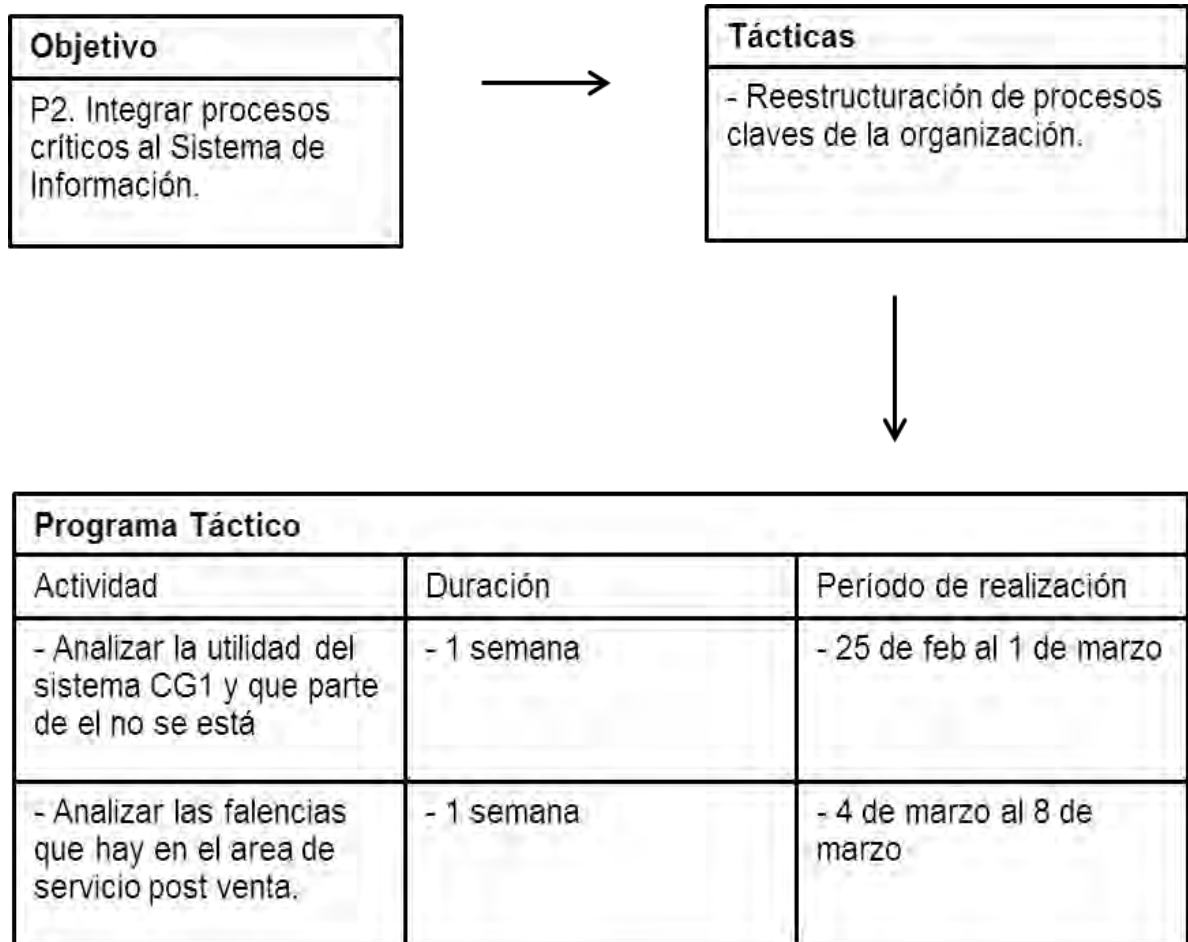 Objetivo
P2. Integrar procesos
críticos al Sistema de
Información.
Tácticas
- Reestructuración de procesos
claves de la organización.
Programa Táctico
Actividad
Duración
Período de realización
- Analizar la utilidad del
sistema CG1 y que parte
de el no se está
- 1 semana
- 25 de feb al 1 de marzo
- Analizar las falencias
que hay en el area de
servicio post venta.
- 1 semana
- 4 de marzo al 8 de
marzo